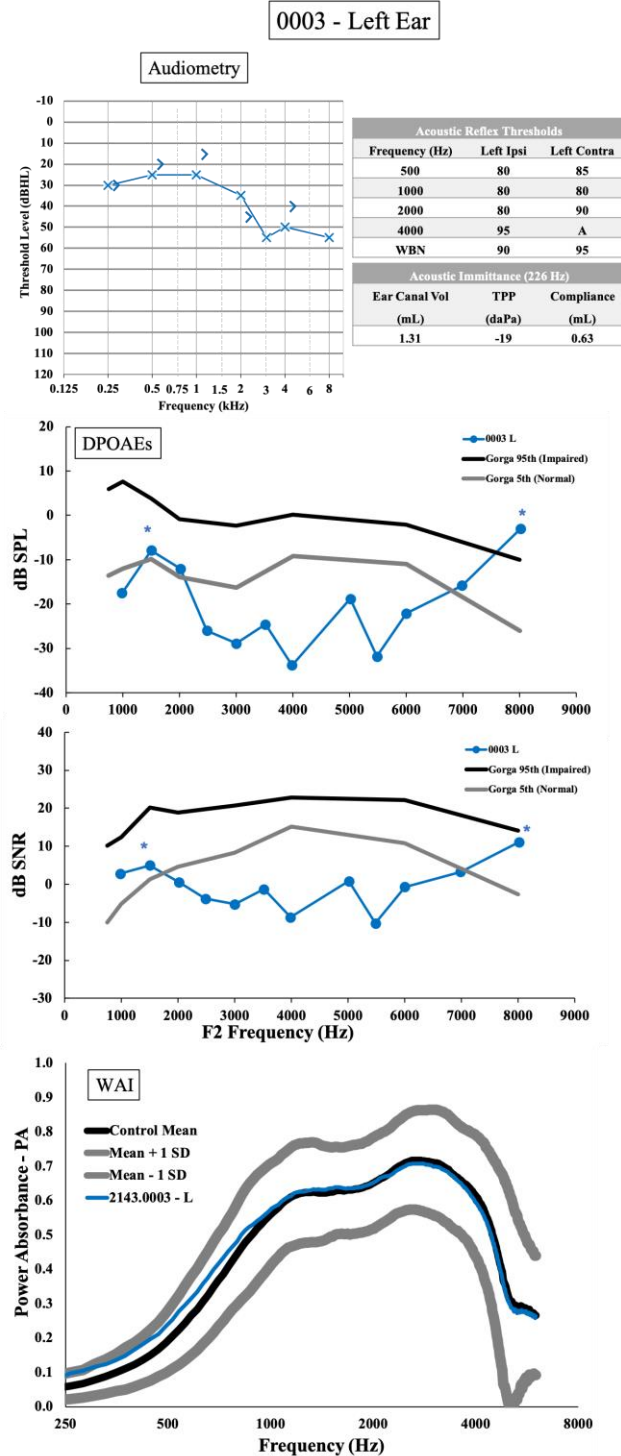 0003 - Left Ear
Audiometry
-10
0
10
20
30
40
50
60
70
80
90
100
110
120
Threshold Level (dBHL)
0.125 0.25 0.5 0.75 1 1.5 2 3 4 6 8
Frequency (kHz)
Acoustic Reflex Thresholds
Frequency (Hz) Left Ipsi Left Contra
500 80 85
1000 80 80
2000 80 90
4000 95 A
WBN 90 95
Acoustic Immittance (226 Hz)
Ear Canal Vol TPP Compliance
(mL) (daPa) (mL)
1.31 -19 0.63
DPOAEs
0003 L
Gorga 95th (Impaired)
Gorga 5th (Normal)
20
10
0
-10
-20
-30
-40
dB SPL
*
*
0 1000 2000 3000 4000 5000 6000 7000 8000 9000
0003 L
Gorga 95th (Impaired)
Gorga 5th (Normal)
40
30
20
10
0
-10
-20
-30
dB SNR
*
*
0 1000 2000 3000 4000 5000 6000 7000 8000 9000
F2 Frequency (Hz)
WAI
Control Mean
Mean + 1 SD
Mean - 1 SD
2143.0003 - L
1.0
0.9
0.8
0.7
0.6
0.5
0.4
0.3
0.2
0.1
0.0
Power Absorbance - PA
250 500 1000 2000 4000 8000
Frequency (Hz)